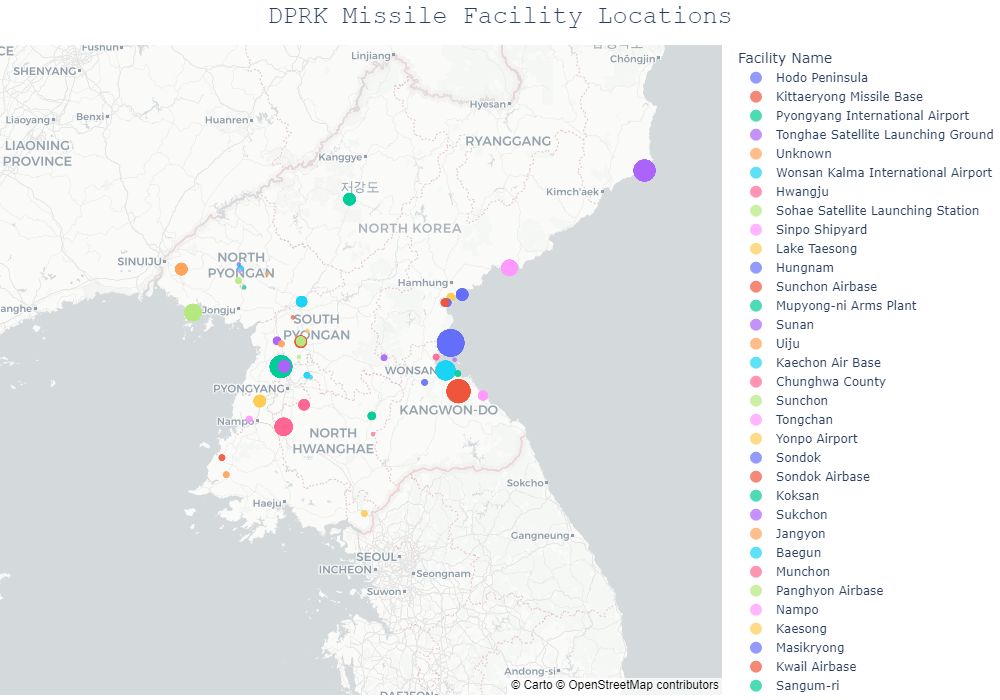 DPRK Missile Facility Locations
Fushun
Linjiang
Chŏngjin
SHENYANG
Hyesan
Liaoyang
Benxi
Huanren
RYANGGANG
LIAONING
PROVINCE
Kanggye
저강도
Kimch'aek
NORTH KOREA
SINUIJU
NORTH
PYONGAN
Hamhung
Jongju
SOUTH
PYONGAN
WONSAN
PYONGYANG
KANGWON-DO
Nampo
NORTH
HWANGHAE
Sokcho
Haeju
Gangneung
SEOUL
INCHEON
Seongnam
Suwon
Andong-si
© Carto © OpenStreetMap contributors
Facility Name
Hodo Peninsula
Kittaeryong Missile Base
Pyongyang International Airport
Tonghae Satellite Launching Ground
Unknown
Wonsan Kalma International Airport
Hwangju
Sohae Satellite Launching Station
Sinpo Shipyard
Lake Taesong
Hungnam
Sunchon Airbase
Mupyong-ni Arms Plant
Sunan
Uiju
Kaechon Air Base
Chunghwa County
Sunchon
Tongchan
Yonpo Airport
Sondok
Sondok Airbase
Koksan
Sukchon
Jangyon
Baegun
Munchon
Panghyon Airbase
Nampo
Kaesong
Masikryong
Kwail Airbase
Sangum-ri